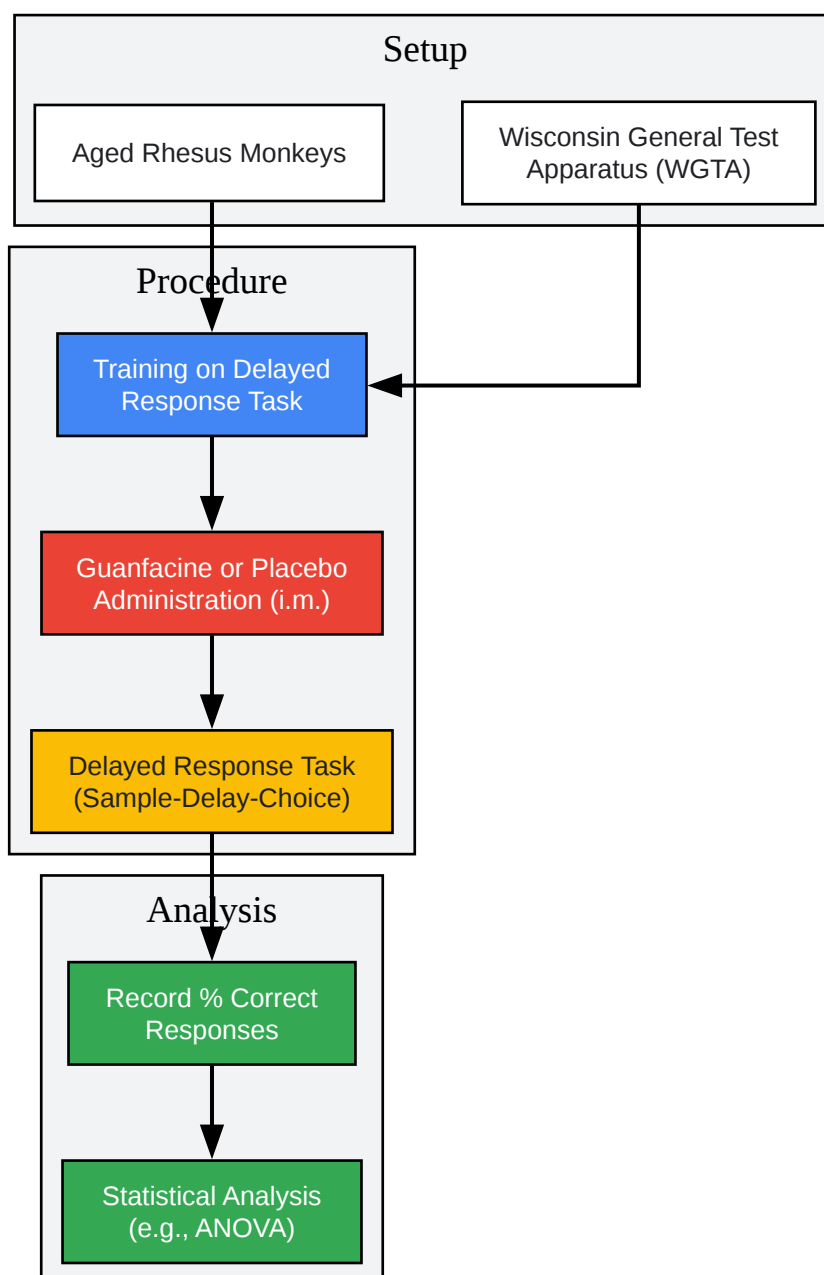 Setup
Aged Rhesus Monkeys
Wisconsin General Test
Apparatus (WGTA)
Procedure
Training on Delayed
Response Task
Guanfacine or Placebo
Administration (i.m.)
Delayed Response Task
(Sample-Delay-Choice)
Analysis
Record % Correct
Responses
Statistical Analysis
(e.g., ANOVA)